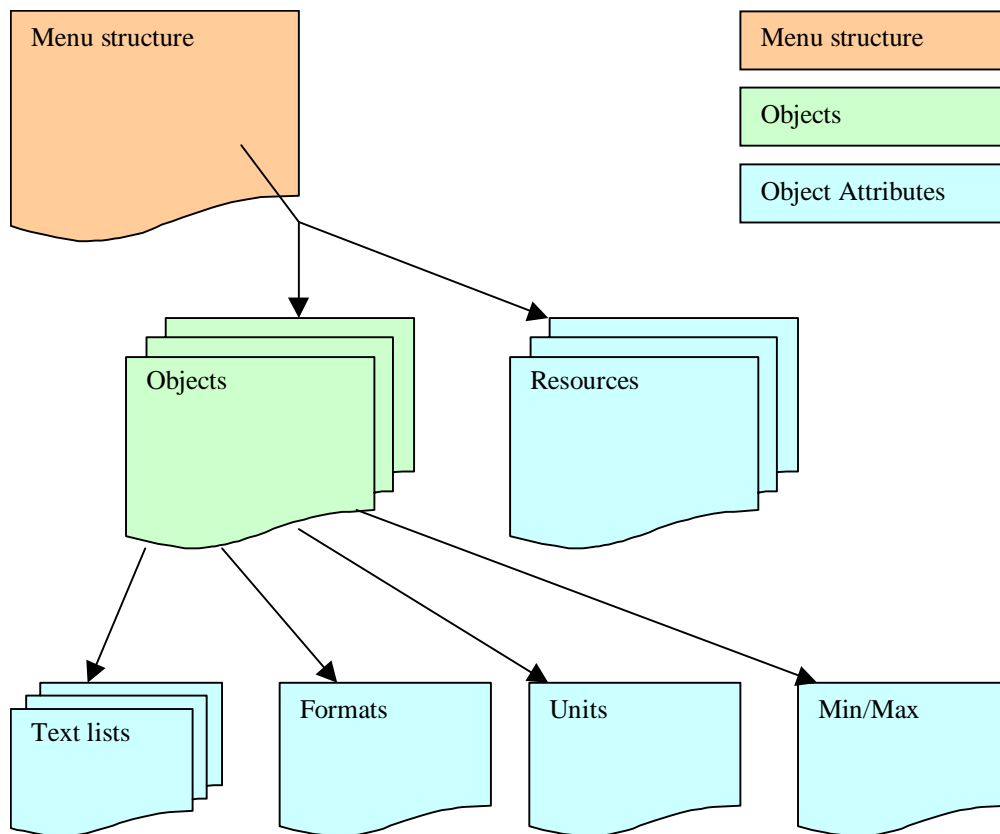 Menu structure
Menu structure
Objects
Object Attributes
Objects
Resources
Text lists
Formats
Units
Min/Max